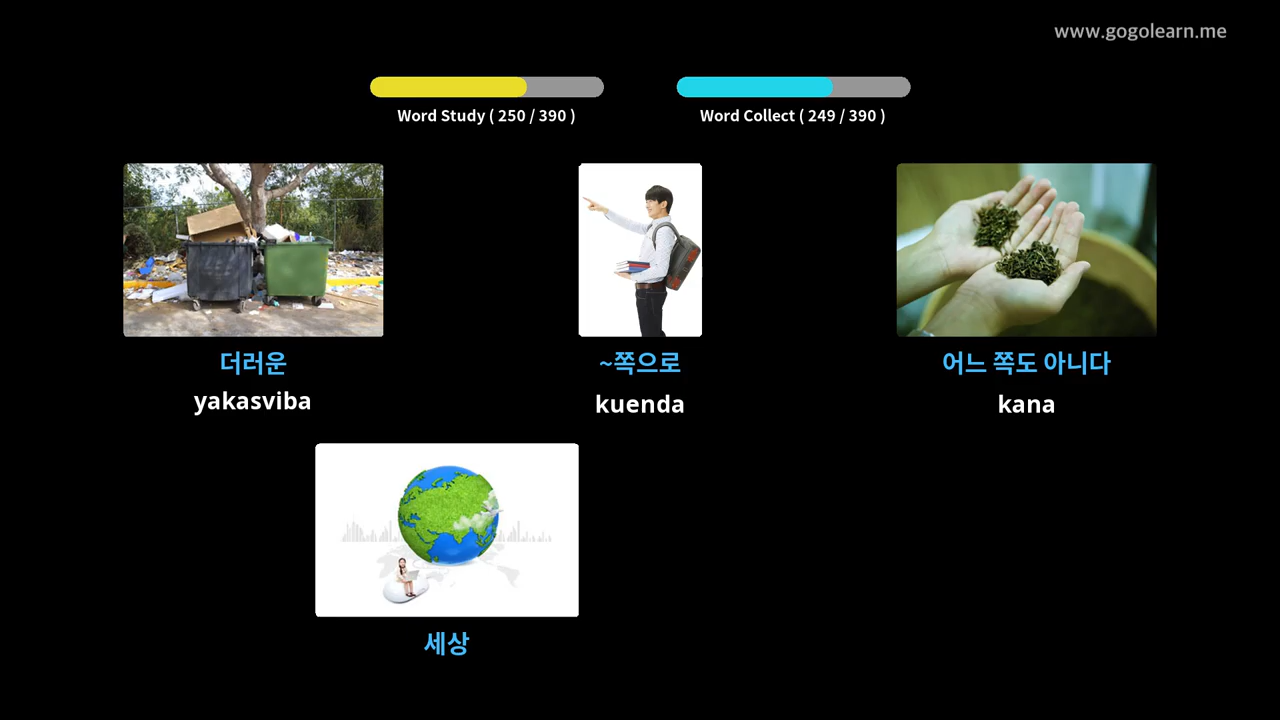 www.gogolearn.me
Word Study ( 250 / 390 )
Word Collect ( 249 / 390 )
더러운
~쪽으로
어느 쪽도 아니다
yakasviba
kuenda
kana
세상